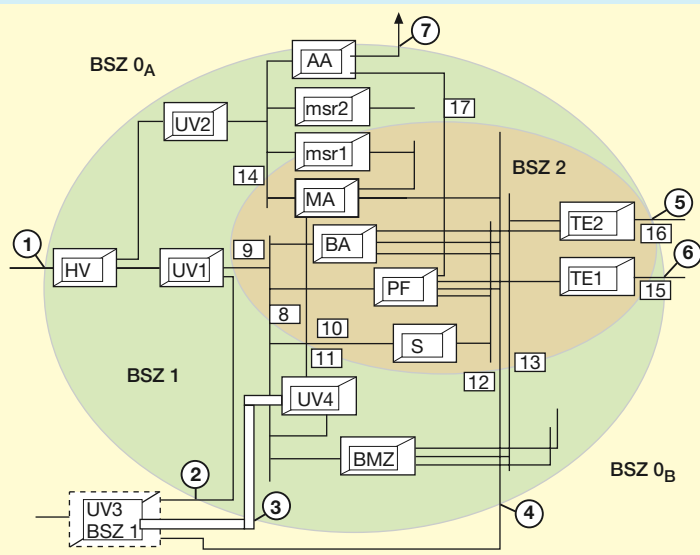 7
BSZ 0A
AA
msr2
17
UV2
msr1
BSZ 2
14
MA
5
TE2
16
1
9
BA
HV
UV1
6
PF
TE1
15
8
10
S
11
13
BSZ 1
12
UV4
BMZ
BSZ 0B
2
3
4
UV3
BSZ 1